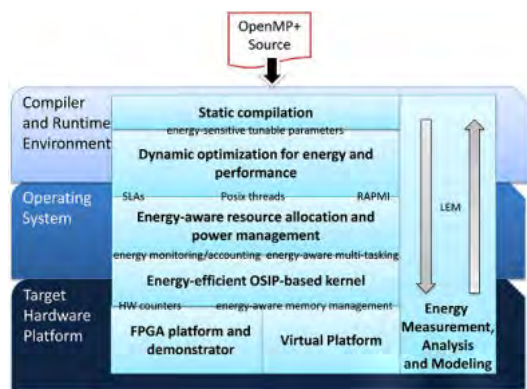 OpenMP+
Source
Compiler
and Runtime
Environment
Static compilation
energy-sensitive tunable parameters
Dynamic optimization for energy and
performance
SLAs Posix threads RAPMI
Operating
System
Energy-aware resource allocation and
power management
energy monitoring/accounting energy-aware multi-tasking
Energy-efficient OSIP-based kernel
HW counters energy-aware memory management
Target
Hardware
Platform
FPGA platform and
demonstrator
Virtual Platform
LEM
Energy
Measurement,
Analysis
and Modeling